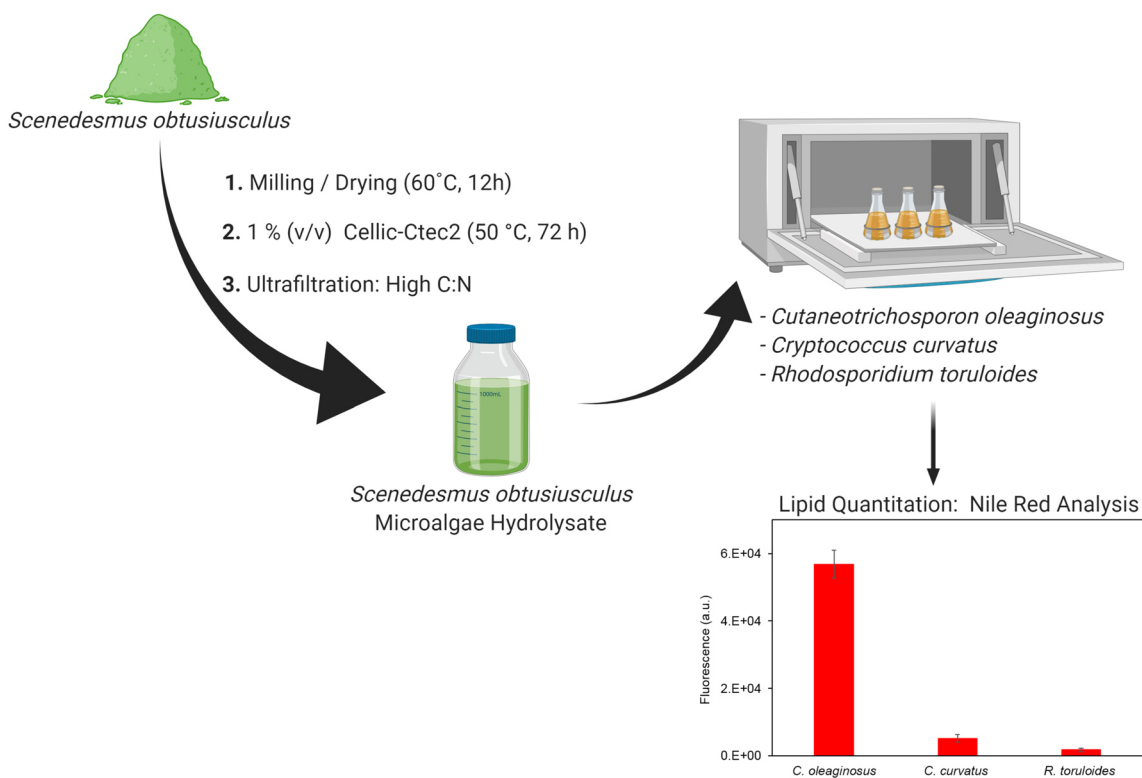 Scenedesmus obtusiusculus
1. Milling / Drying (60˚C, 12h)
2. 1 % (v/v) Cellic-Ctec2 (50 °C, 72 h)
3. Ultrafiltration: High C:N
1000mL
Scenedesmus obtusiusculus
Microalgae Hydrolysate
- Cutaneotrichosporon oleaginosus
- Cryptococcus curvatus
- Rhodosporidium toruloides
Lipid Quantitation: Nile Red Analysis
Fluorescence (a.u.)
6.E+04
4.E+04
2.E+04
0.E+00
C. oleaginosus C. curvatus R. toruloides